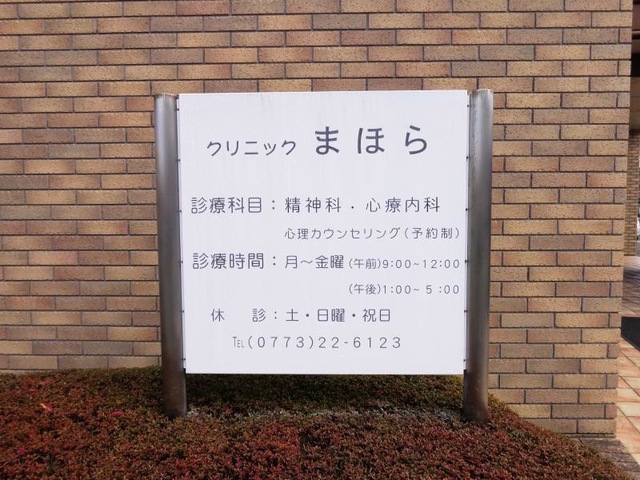 クリニック まほら
診療科目：精神科・心療内科
心理カウンセリング(予約制)
診療時間：月〜金曜(午前)9:00~12:00
(午後)1:00~5:00
休 診：土・日曜・祝日
TEL(0773)22-6123